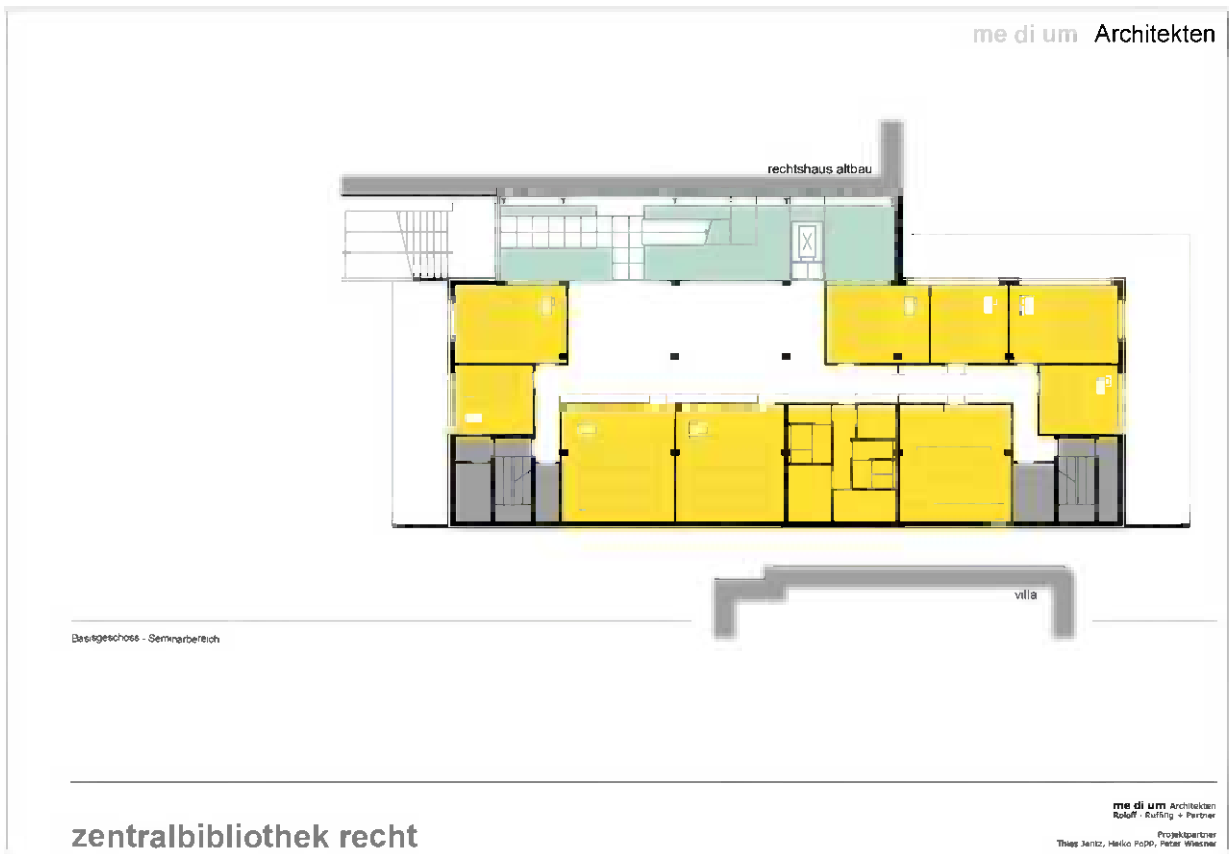 me di um Architekten
rechtshaus altbau
villa
Basisgeschoss - Seminarbereich
me di um Architekten
Roloff · Ruffing + Partner
Projektpartner
Thies Jentz, Heiko Popp, Peter Wiesner
zentralbibliothek recht